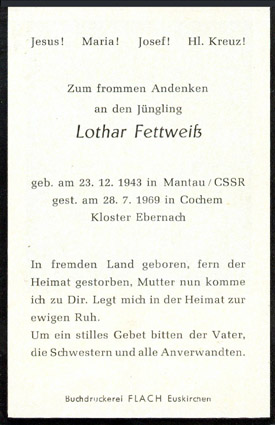 Jesus! Maria! Josef! Hl. Kreuz!
Zum frommen Andenken
an den Jüngling
Lothar Fettweiß
geb. am 23. 12. 1943 in Mantau/CSSR
gest. am 28. 7. 1969 in Cochem
Kloster Ebernach
In fremden Land geboren, fern der
Heimat gestorben, Mutter nun komme
ich zu Dir. Legt mich in der Heimat zur
ewigen Ruh.
Um ein stilles Gebet bitten der Vater,
die Schwestern und alle Anverwandten.
Buchdruckerei FLACH Euskirchen